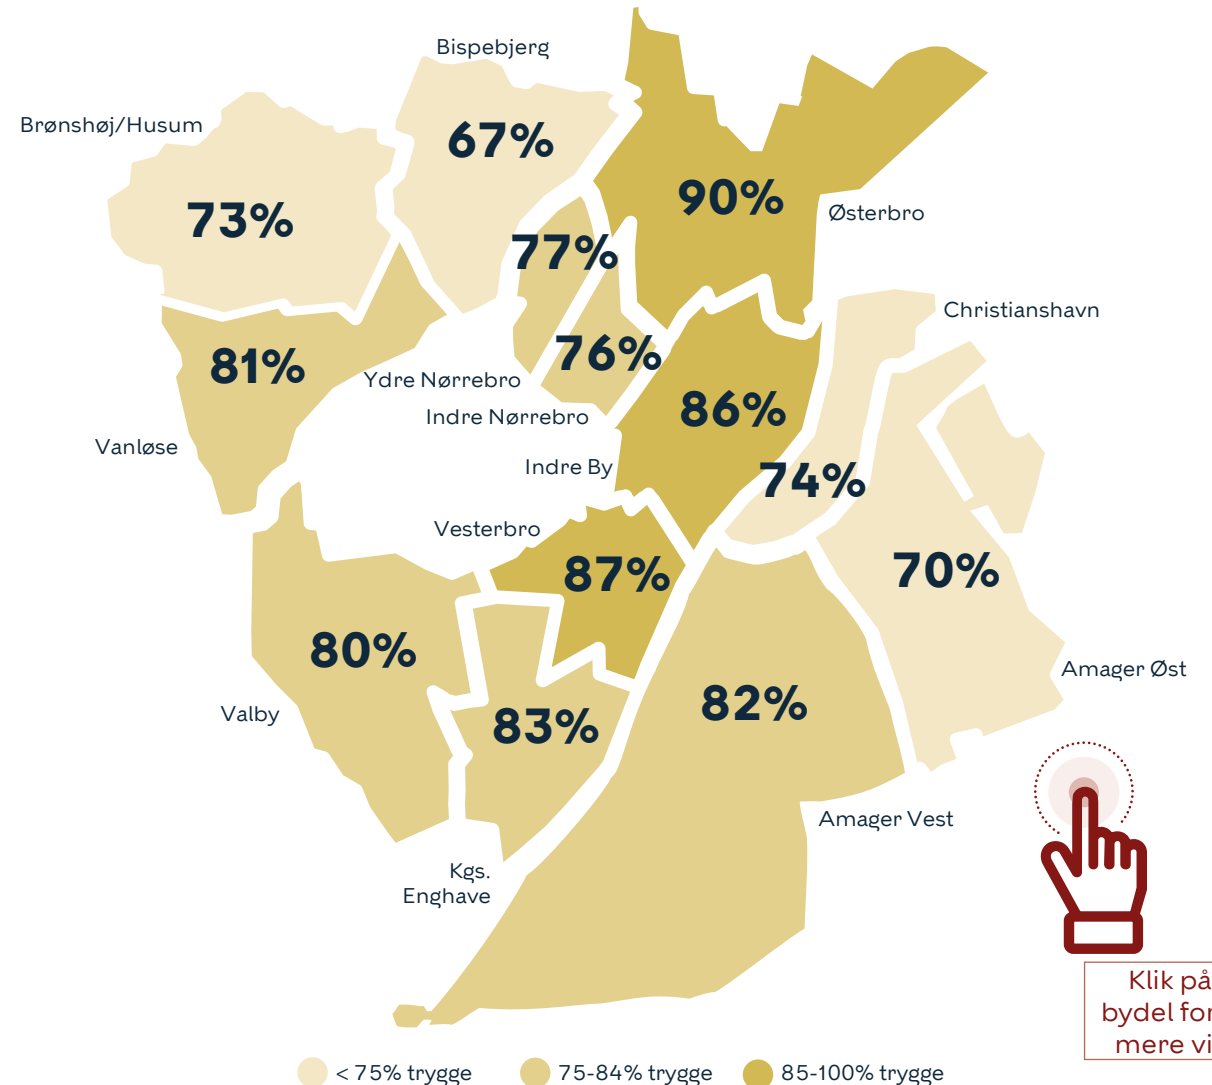 Bispebjerg
Brønshøj/Husum
67%
73%
90%
Østerbro
77%
Christianshavn
76%
81%
Ydre Nørrebro
86%
Indre Nørrebro
Vanløse
Indre By
74%
Vesterbro
87%
70%
80%
Amager Øst
82%
Valby
83%
Amager Vest
Kgs.
Enghave
Klik på
bydel for
mere vi
< 75% trygge
75-84% trygge
85-100% trygge